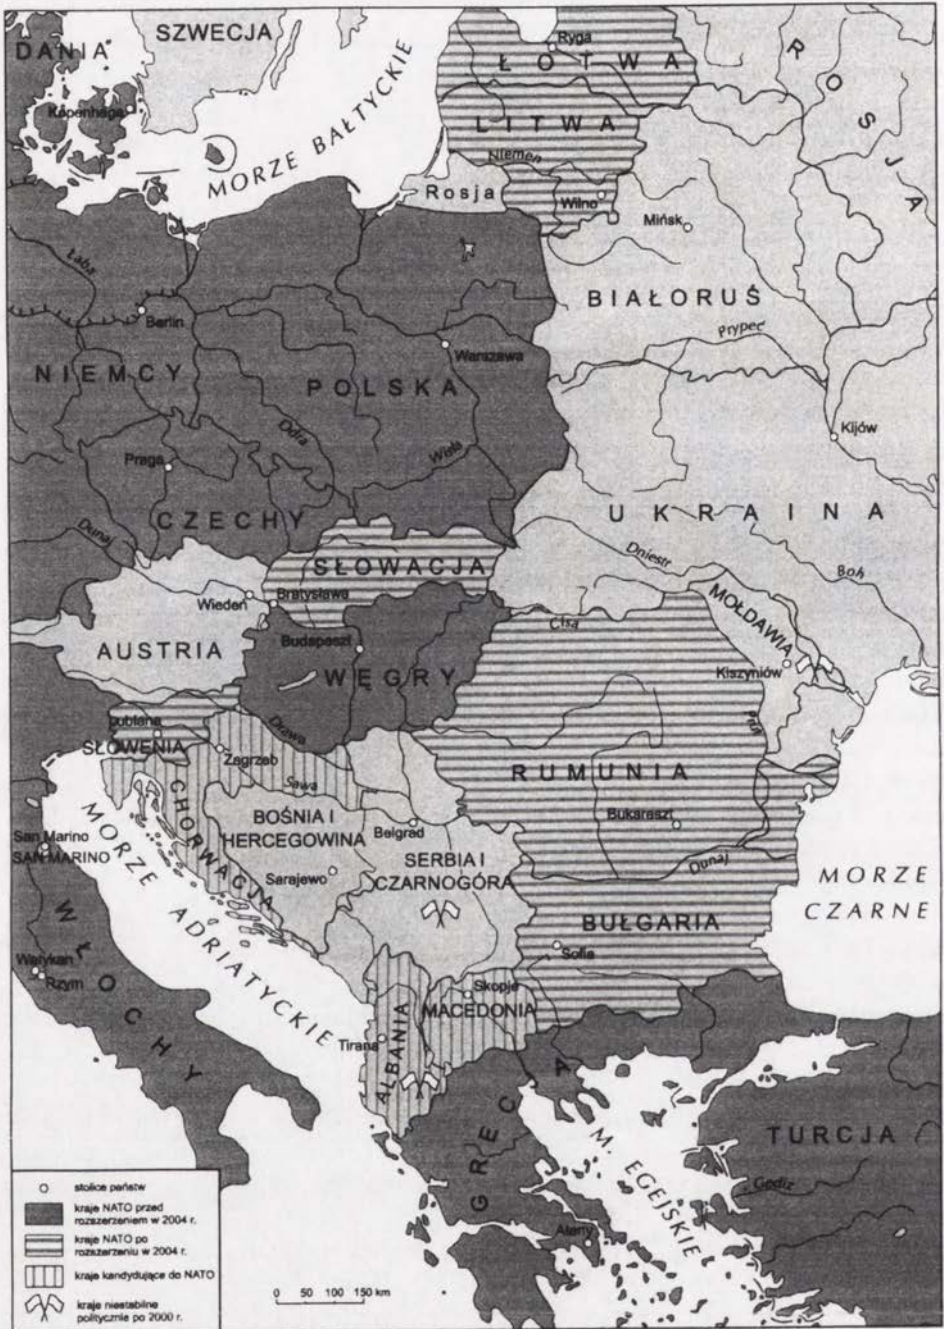 SZWECJA
DANIA
Kopenhaga
MORZE BAŁTYCKIE
Ryga
ŁOTWA
ROSJA
LITWA
Niemen
Rosja
Wilno
Mińsk
Łaba
Berlin
BIAŁORUŚ
Prypeć
Warszawa
NIEMCY
POLSKA
Odra
Wisła
Kijów
Praga
CZECHY
UKRAINA
Dunaj
Dniestr
Boh
SŁOWACJA
Wiedeń
Bratysława
MOŁDAWIA
Cisa
Budapeszt
AUSTRIA
WĘGRY
Kiszyniów
Prut
Lublana
Drawa
SŁOWENIA
Zagrzeb
Sawa
RUMUNIA
CHORWACJA
BOŚNIA I
HERCEGOWINA
Belgrad
Bukareszt
San Marino
SAN MARINO
MORZE
ADRIATYCKIE
Sarajewo
SERBIA I
CZARNOGÓRA
Dunaj
MORZE
CZARNE
BUŁGARIA
Sofia
WŁOCHY
Watykan
Rzym
Skopje
MACEDONIA
Tirana
ALBANIA
GRECJA
M. EGEJSKIE
TURCJA
Gediz
Ateny
stolice państw
kraje NATO przed
rozszerzeniem w 2004 r.
kraje NATO po
rozszerzeniu w 2004 r.
kraje kandydujące do NATO
kraje niestabilne
politycznie po 2000 r.
0 50 100 150 km